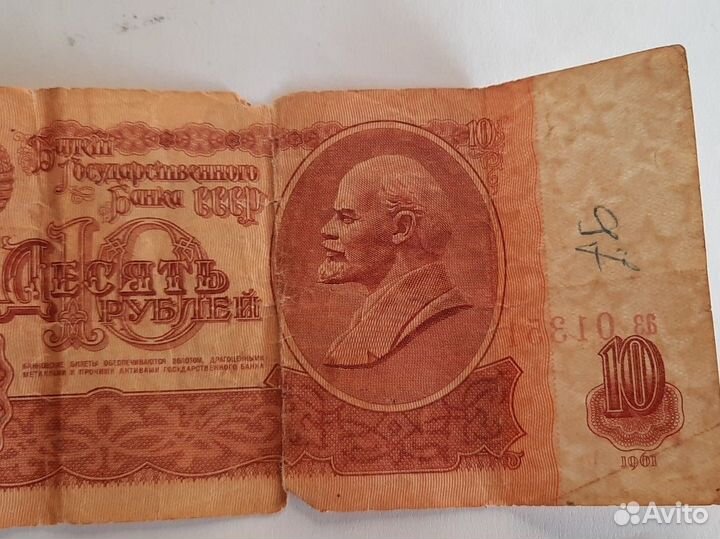 10
Билет
Государственного
Банка СССР
10
Десять
рублей
БАНКОВСКИЕ БИЛЕТЫ ОБЕСПЕЧИВАЮТСЯ ЗОЛОТОМ, ДРАГОЦЕННЫМИ
МЕТАЛЛАМИ И ПРОЧИМИ АКТИВАМИ ГОСУДАРСТВЕННОГО БАНКА
10
1961
Avito